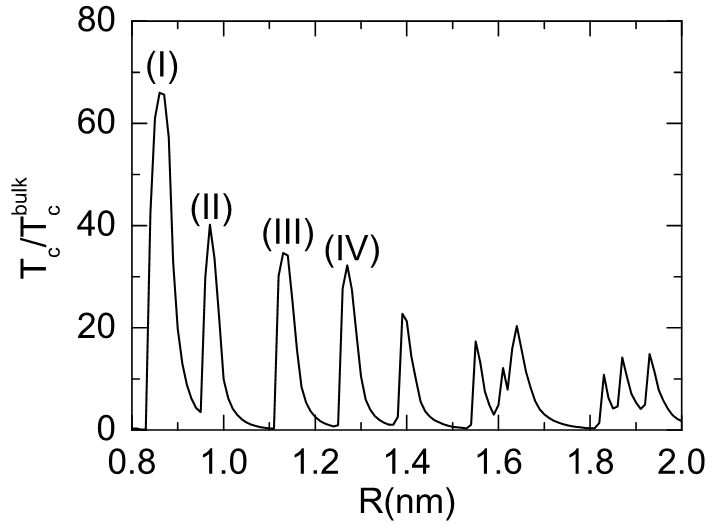 80
60
40
20
0
T_c/T_c^bulk
(I)
(II)
(III)
(IV)
0.8 1.0 1.2 1.4 1.6 1.8 2.0
R(nm)